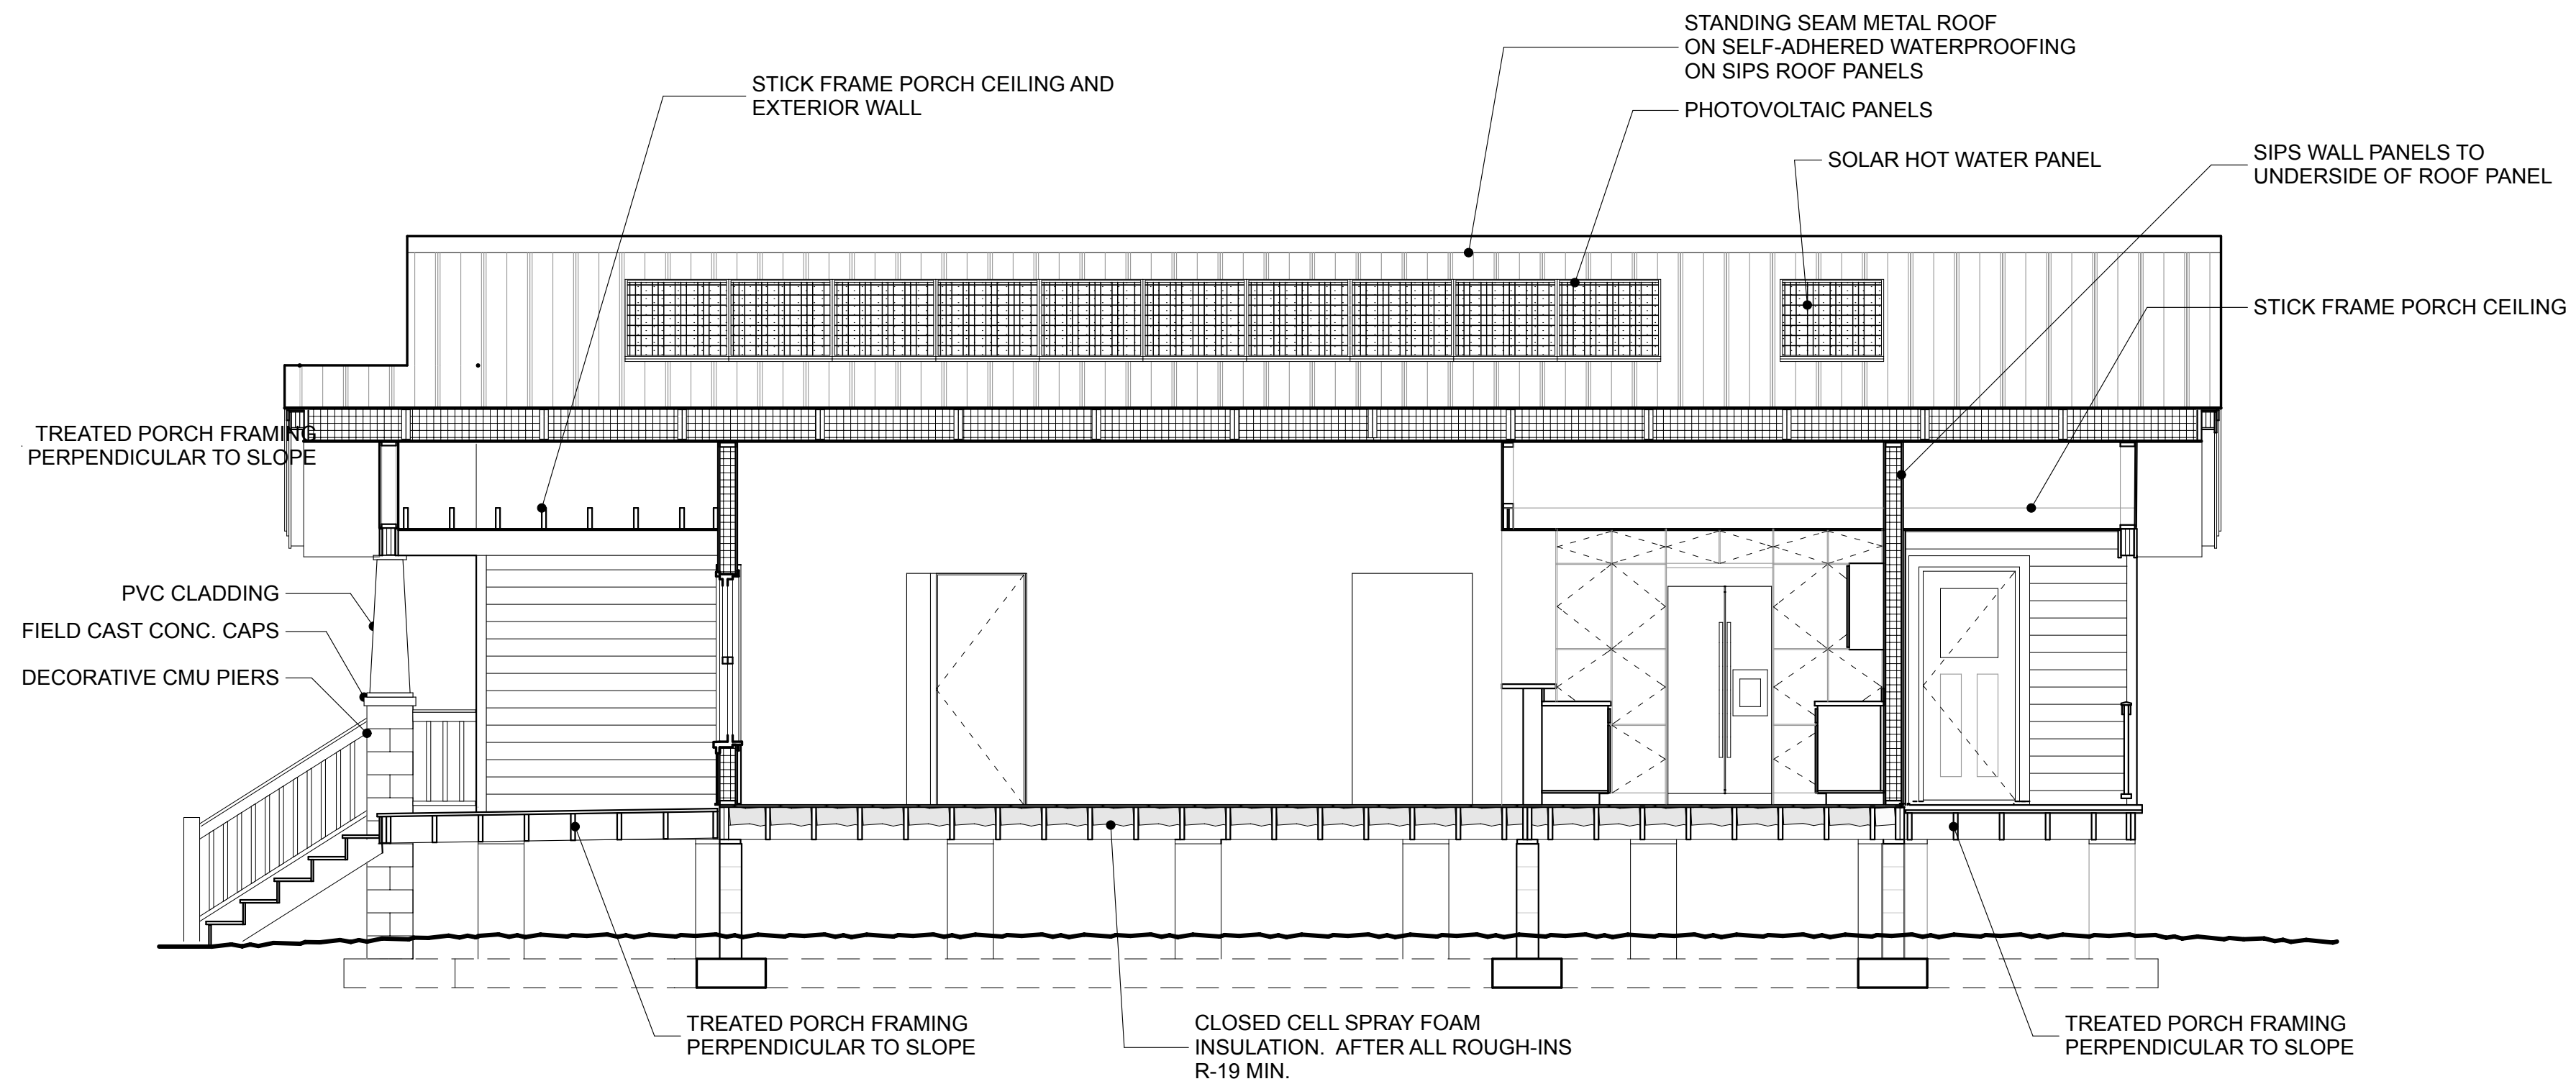 STANDING SEAM METAL ROOF
ON SELF-ADHERED WATERPROOFING
ON SIPS ROOF PANELS
STICK FRAME PORCH CEILING AND
EXTERIOR WALL
PHOTOVOLTAIC PANELS
SOLAR HOT WATER PANEL
SIPS WALL PANELS TO
UNDERSIDE OF ROOF PANEL
STICK FRAME PORCH CEILING
TREATED PORCH FRAMING
PERPENDICULAR TO SLOPE
PVC CLADDING
FIELD CAST CONC. CAPS
DECORATIVE CMU PIERS
TREATED PORCH FRAMING
PERPENDICULAR TO SLOPE
CLOSED CELL SPRAY FOAM
INSULATION.  AFTER ALL ROUGH-INS
R-19 MIN.
TREATED PORCH FRAMING
PERPENDICULAR TO SLOPE